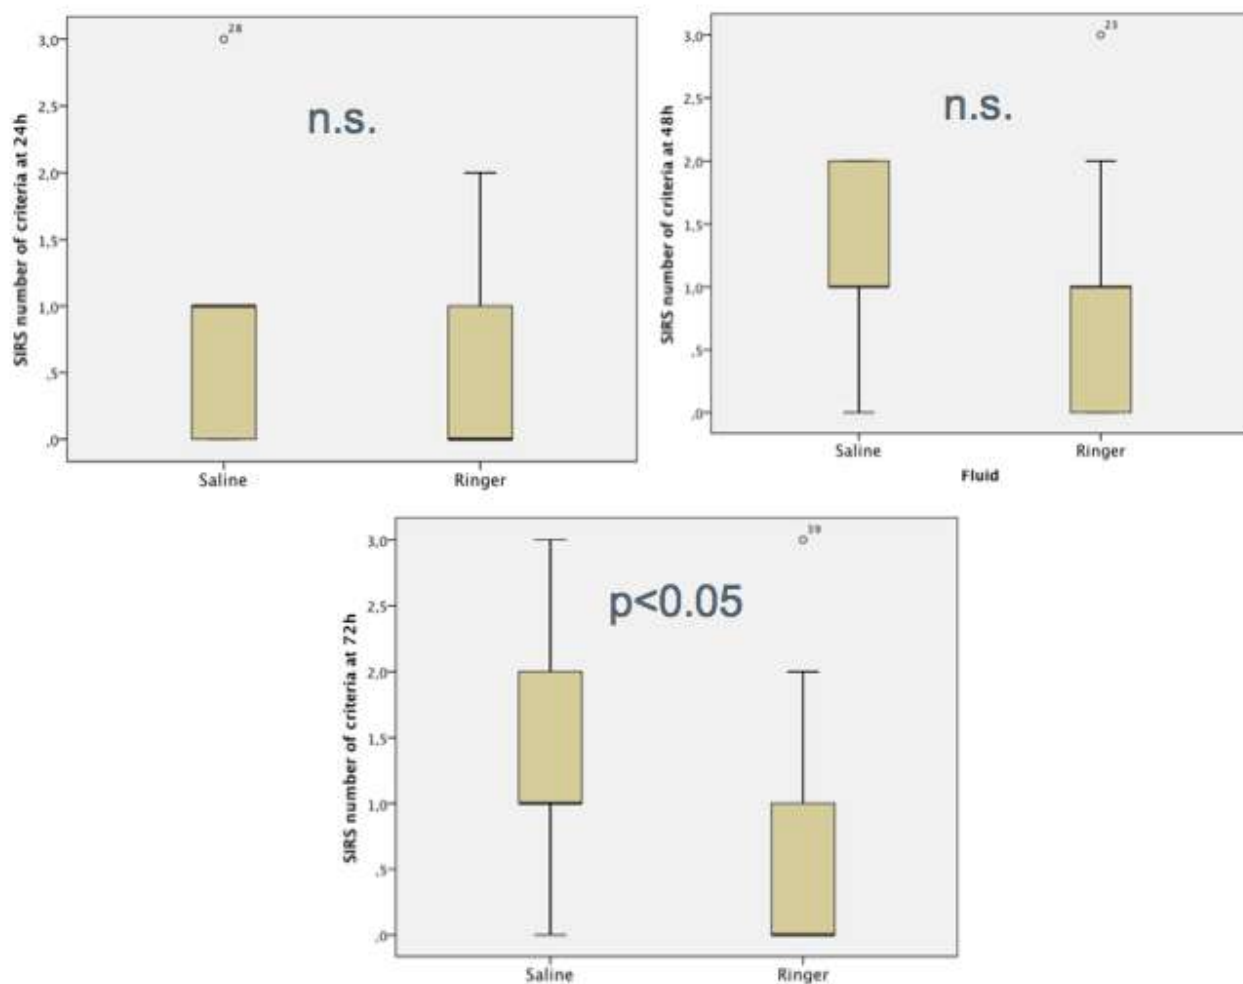 SIRS number of criteria at 24h
3,0
2,5
2,0
1,5
1,0
,5
,0
28
n.s.
Saline Ringer
SIRS number of criteria at 48h
3,0
2,5
2,0
1,5
1,0
,5
,0
23
n.s.
Saline Ringer
Fluid
SIRS number of criteria at 72h
3,0
2,5
2,0
1,5
1,0
,5
,0
39
p<0.05
Saline Ringer